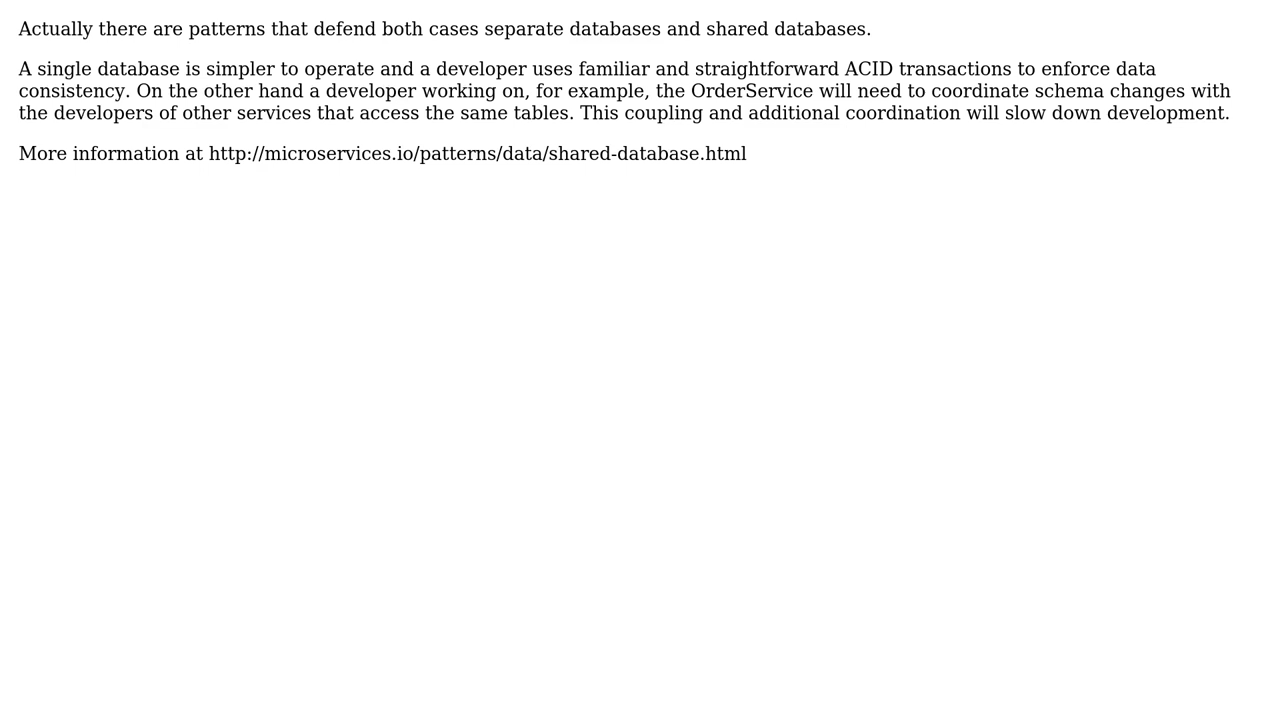 Actually there are patterns that defend both cases separate databases and shared databases.
A single database is simpler to operate and a developer uses familiar and straightforward ACID transactions to enforce data
consistency. On the other hand a developer working on, for example, the OrderService will need to coordinate schema changes with
the developers of other services that access the same tables. This coupling and additional coordination will slow down development.
More information at http://microservices.io/patterns/data/shared-database.html